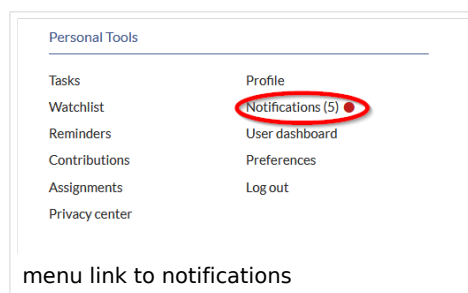 Personal Tools
Tasks
Watchlist
Reminders
Contributions
Assignments
Privacy center
Profile
Notifications (5)
User dashboard
Preferences
Log out
menu link to notifications